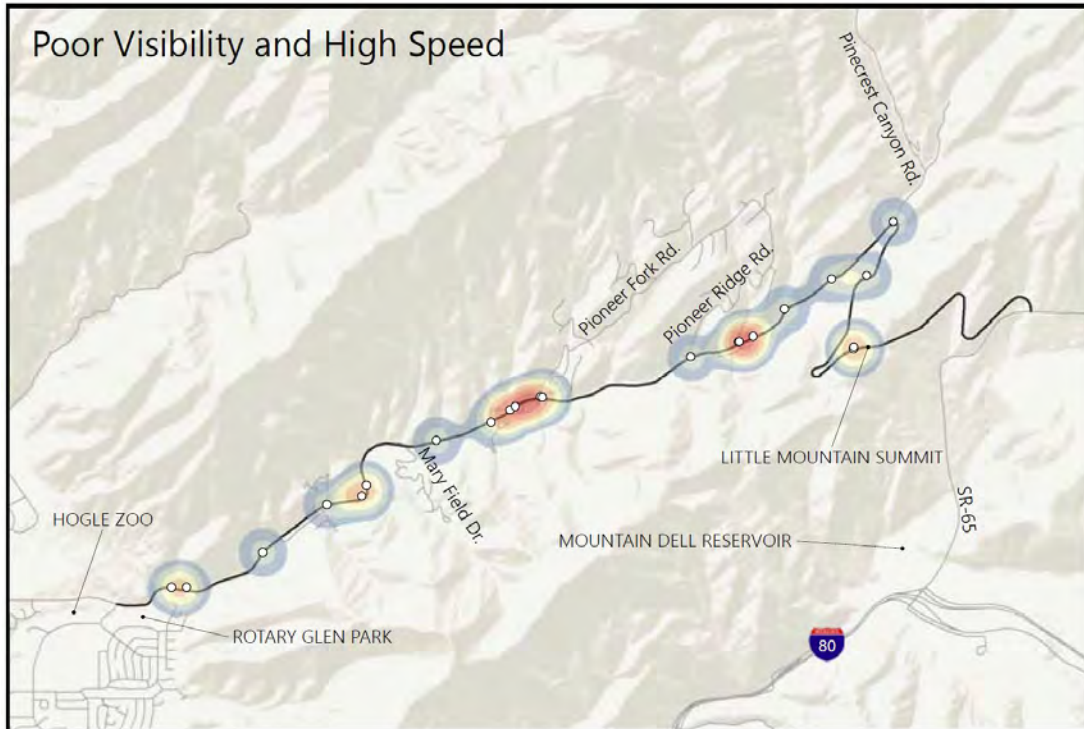 Poor Visibility and High Speed
Pinecrest Canyon Rd.
Pioneer Fork Rd.
Pioneer Ridge Rd.
Mary Field Dr.
LITTLE MOUNTAIN SUMMIT
SR-65
HOGLE ZOO
MOUNTAIN DELL RESERVOIR
ROTARY GLEN PARK
80